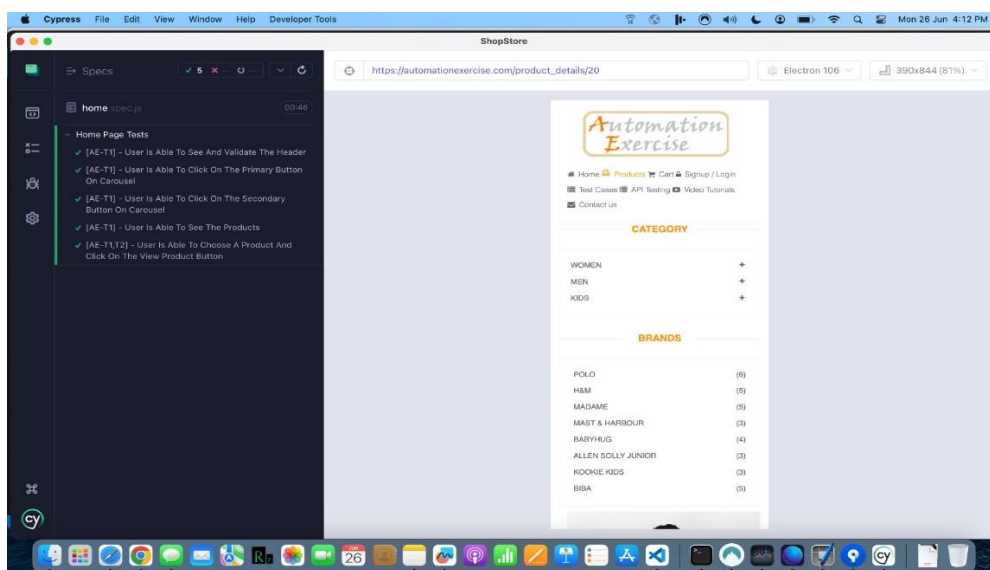 Cypress File Edit View Window Help Developer Tools Mon 26 Jun 4:12 PM
ShopStore
Specs 5 -- --
https://automationexercise.com/product_details/20 Electron 106 390x844 (81%)
home.spec.js 00:46
Home Page Tests
[AE-T1] - User Is Able To See And Validate The Header
[AE-T1] - User Is Able To Click On The Primary Button
On Carousel
[AE-T1] - User Is Able To Click On The Secondary
Button On Carousel
[AE-T1] - User Is Able To See The Products
[AE-T1,T2] - User Is Able To Choose A Product And
Click On The View Product Button
Automation
Exercise
Home Products Cart Signup / Login
Test Cases API Testing Video Tutorials
Contact us
CATEGORY
WOMEN +
MEN +
KIDS +
BRANDS
POLO (6)
H&M (5)
MADAME (5)
MAST & HARBOUR (3)
BABYHUG (4)
ALLEN SOLLY JUNIOR (3)
KOOKIE KIDS (3)
BIBA (5)
cy
26
cy